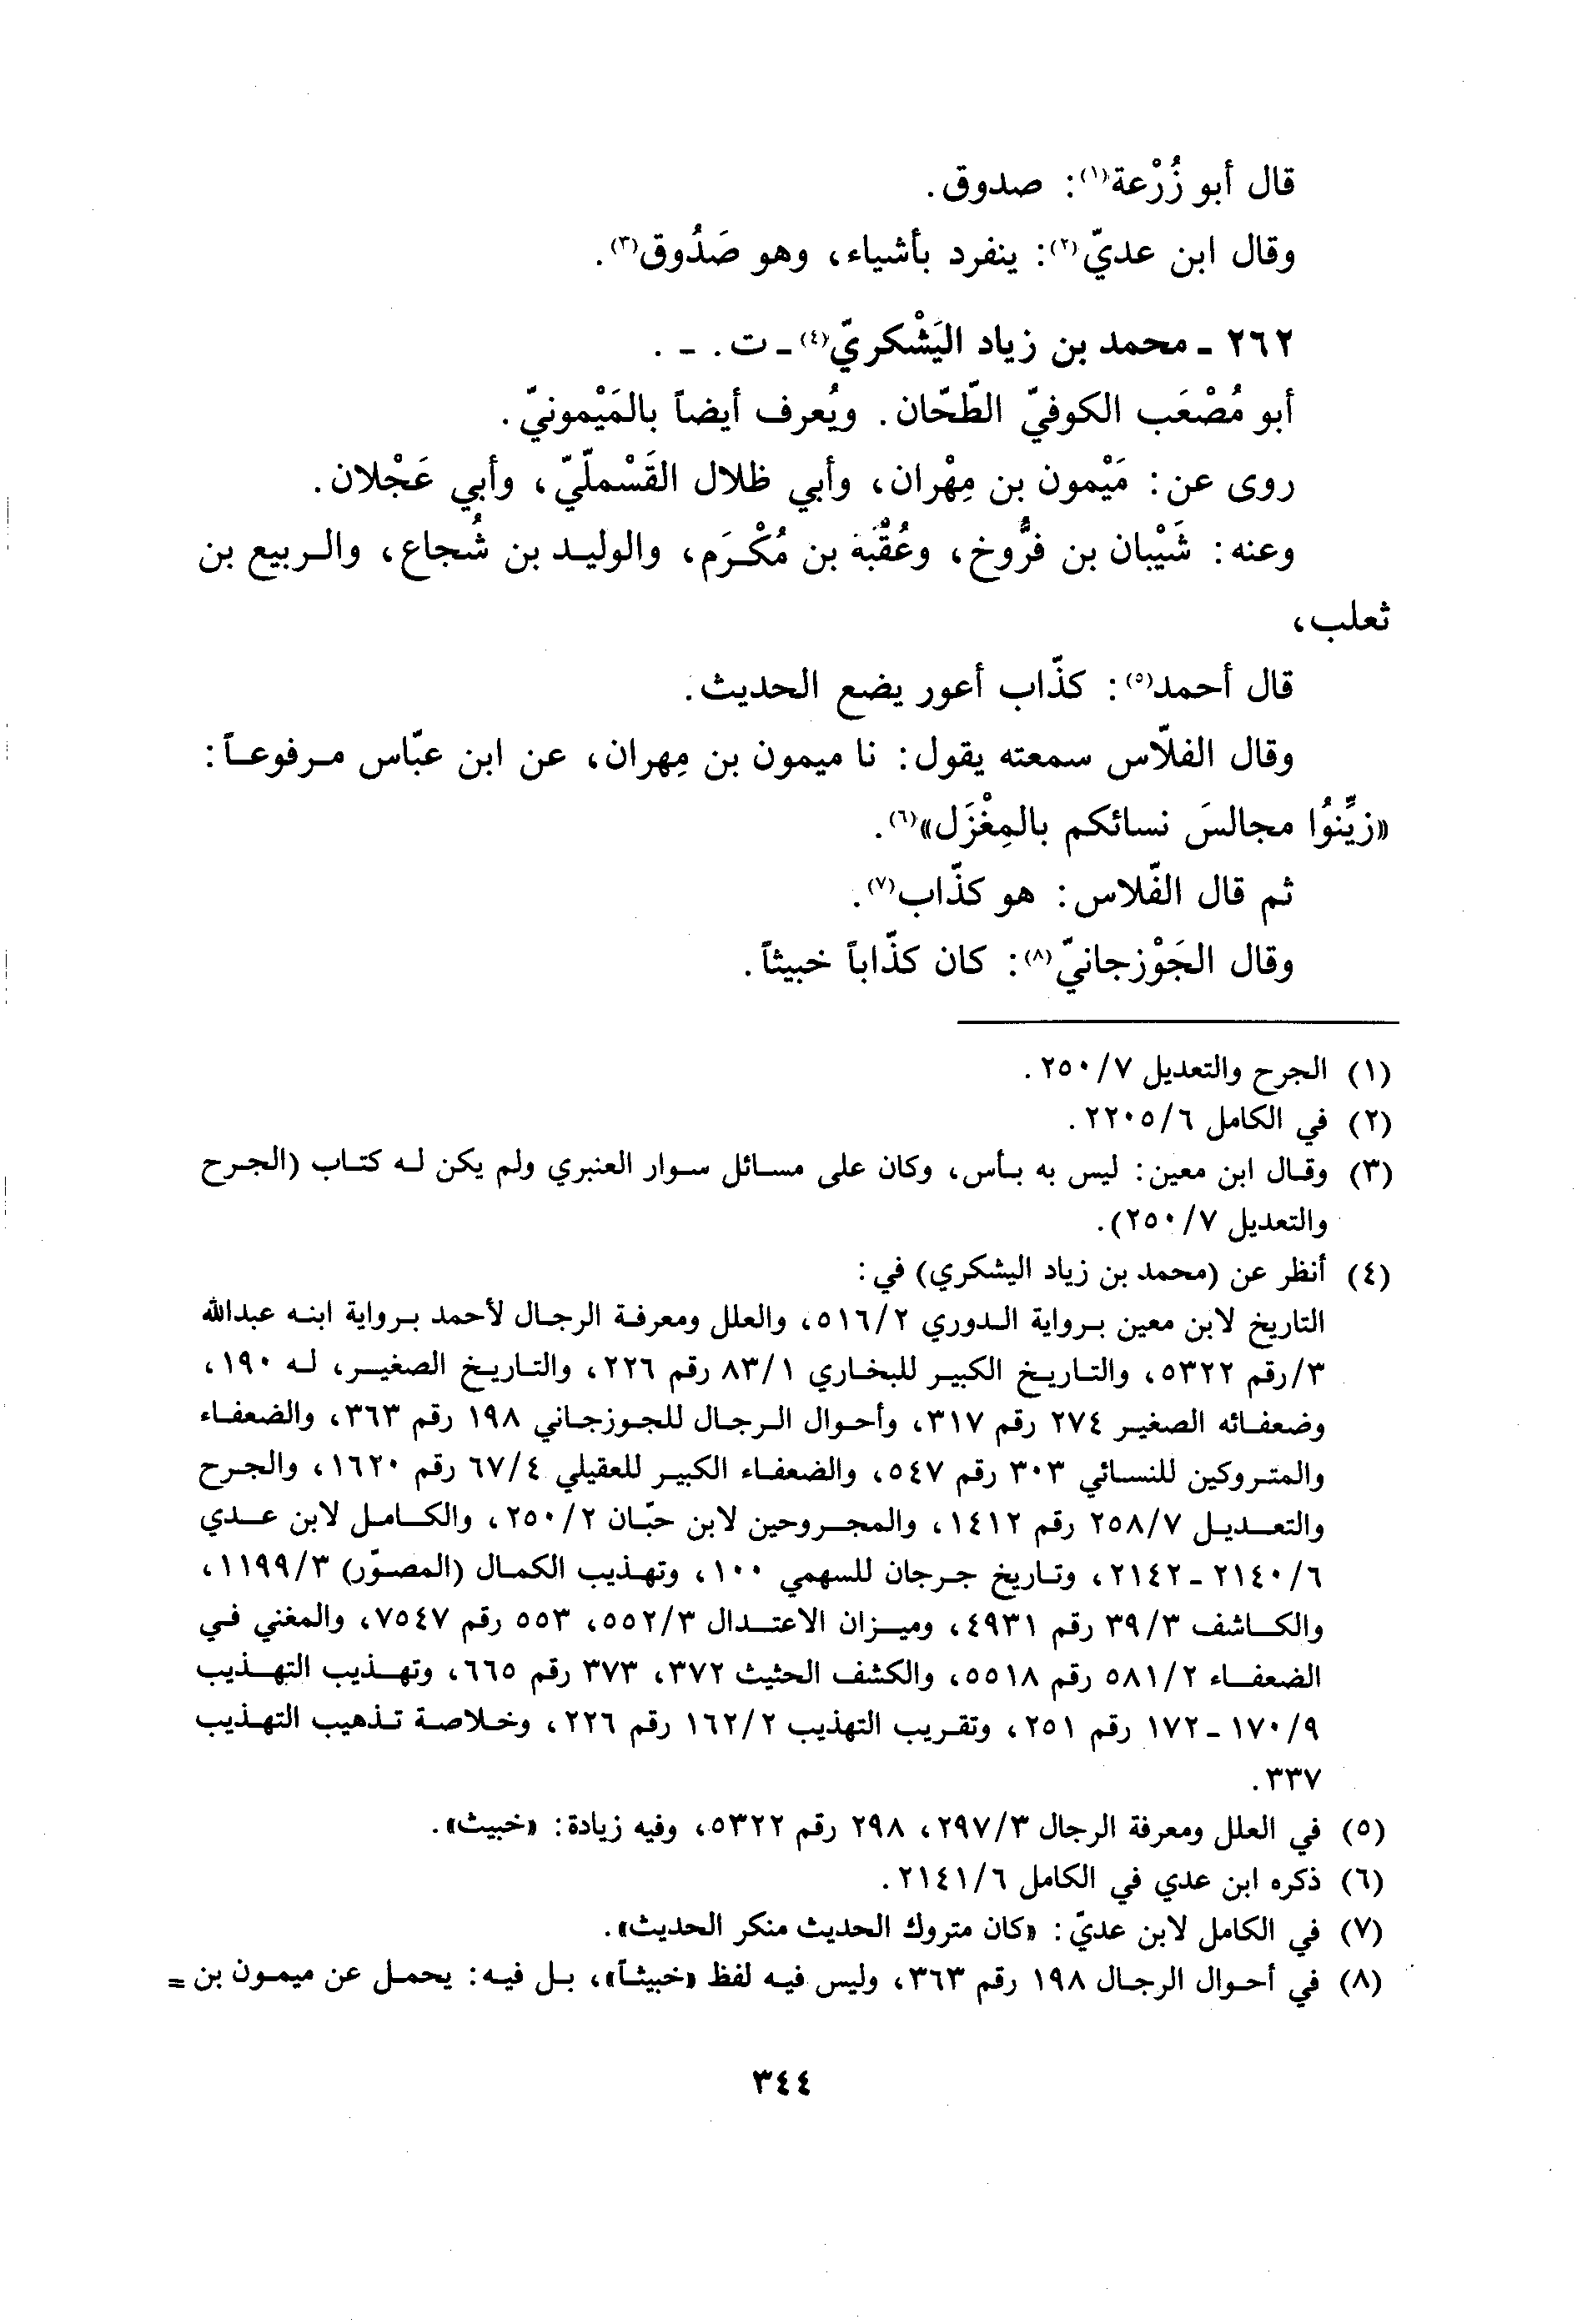 قال أبو زُرْعة(١): صدوق.
وقال ابن عديّ(٢): ينفرد بأشياء، وهو صَدُوق(٣).
٢٦٢ - محمد بن زياد اليَشْكريّ(٤) - ت. - .
أبو مُصْعَب الكوفيّ الطّحّان. ويُعرف أيضاً بالمَيْمونيّ.
روى عن: مَيْمون بن مِهْران، وأبي ظلال القَسْملّيّ، وأبي عَجْلان.
وعنه: شَيْبان بن فرُّوخ، وعُقْبة بن مُكْرَم، والوليد بن شُجاع، والربيع بن
ثعلب،
قال أحمد(٥): كذّاب أعور يضع الحديث.
وقال الفلّاس سمعته يقول: نا ميمون بن مِهران، عن ابن عبّاس مرفوعاً:
«زيِّنوُا مجالسَ نسائكم بالمِغْزَل»(٦).
ثم قال الفّلاس: هو كذّاب(٧).
وقال الجَوْزجانيّ(٨): كان كذّاباً خبيثاً.
(١) الجرح والتعديل ٢٥٠/٧.
(٢) في الكامل ٢٢٠٥/٦.
(٣) وقال ابن معين: ليس به بأس، وكان على مسائل سوار العنبري ولم يكن له كتاب (الجرح
والتعديل ٢٥٠/٧).
(٤) أنظر عن (محمد بن زياد اليشكري) في:
التاريخ لابن معين برواية الدوري ٥١٦/٢، والعلل ومعرفة الرجال لأحمد برواية ابنه عبدالله
٣/رقم ٥٣٢٢، والتاريخ الكبير للبخاري ٨٣/١ رقم ٢٢٦، والتاريخ الصغير، له ١٩٠،
وضعفائه الصغير ٢٧٤ رقم ٣١٧، وأحوال الرجال للجوزجاني ١٩٨ رقم ٣٦٣، والضعفاء
والمتروكين للنسائي ٣٠٣ رقم ٥٤٧، والضعفاء الكبير للعقيلي ٦٧/٤ رقم ١٦٢٠، والجرح
والتعديل ٢٥٨/٧ رقم ١٤١٢، والمجروحين لابن حبّان ٢٥٠/٢، والكامل لابن عدي
٢١٤٠/٦ - ٢١٤٢، وتاريخ جرجان للسهمي ١٠٠، وتهذيب الكمال (المصوّر) ١١٩٩/٣،
والكاشف ٣٩/٣ رقم ٤٩٣١، وميزان الاعتدال ٥٥٢/٣، ٥٥٣ رقم ٧٥٤٧، والمغني في
الضعفاء ٥٨١/٢ رقم ٥٥١٨، والكشف الحثيث ٣٧٢، ٣٧٣ رقم ٦٦٥، وتهذيب التهذيب
١٧٠/٩ - ١٧٢ رقم ٢٥١، وتقريب التهذيب ١٦٢/٢ رقم ٢٢٦، وخلاصة تذهيب التهذيب
٣٣٧.
(٥) في العلل ومعرفة الرجال ٢٩٧/٣، ٢٩٨ رقم ٥٣٢٢، وفيه زيادة: «خبيث».
(٦) ذكره ابن عدي في الكامل ٢١٤١/٦.
(٧) في الكامل لابن عديّ: «كان متروك الحديث منكر الحديث».
(٨) في أحوال الرجال ١٩٨ رقم ٣٦٣، وليس فيه لفظ «خبيثاً»، بل فيه: يحمل عن ميمون بن =
٣٤٤